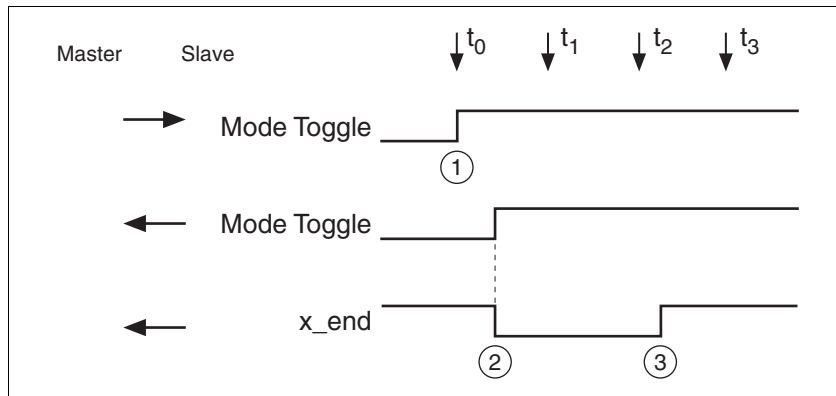 t0 t1 t2 t3
Master Slave
Mode Toggle
1
Mode Toggle
x_end
2 3